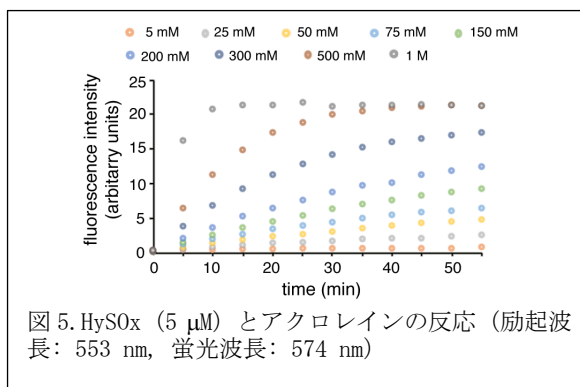 5 mM 25 mM 50 mM 75 mM 150 mM
200 mM 300 mM 500 mM 1 M
fluorescence intensity
(arbitarry units)
25
20
15
10
5
0
0 10 20 30 40 50
time (min)
図 5. HySOx (5 μM) とアクロレインの反応 (励起波
長: 553 nm, 蛍光波長: 574 nm)